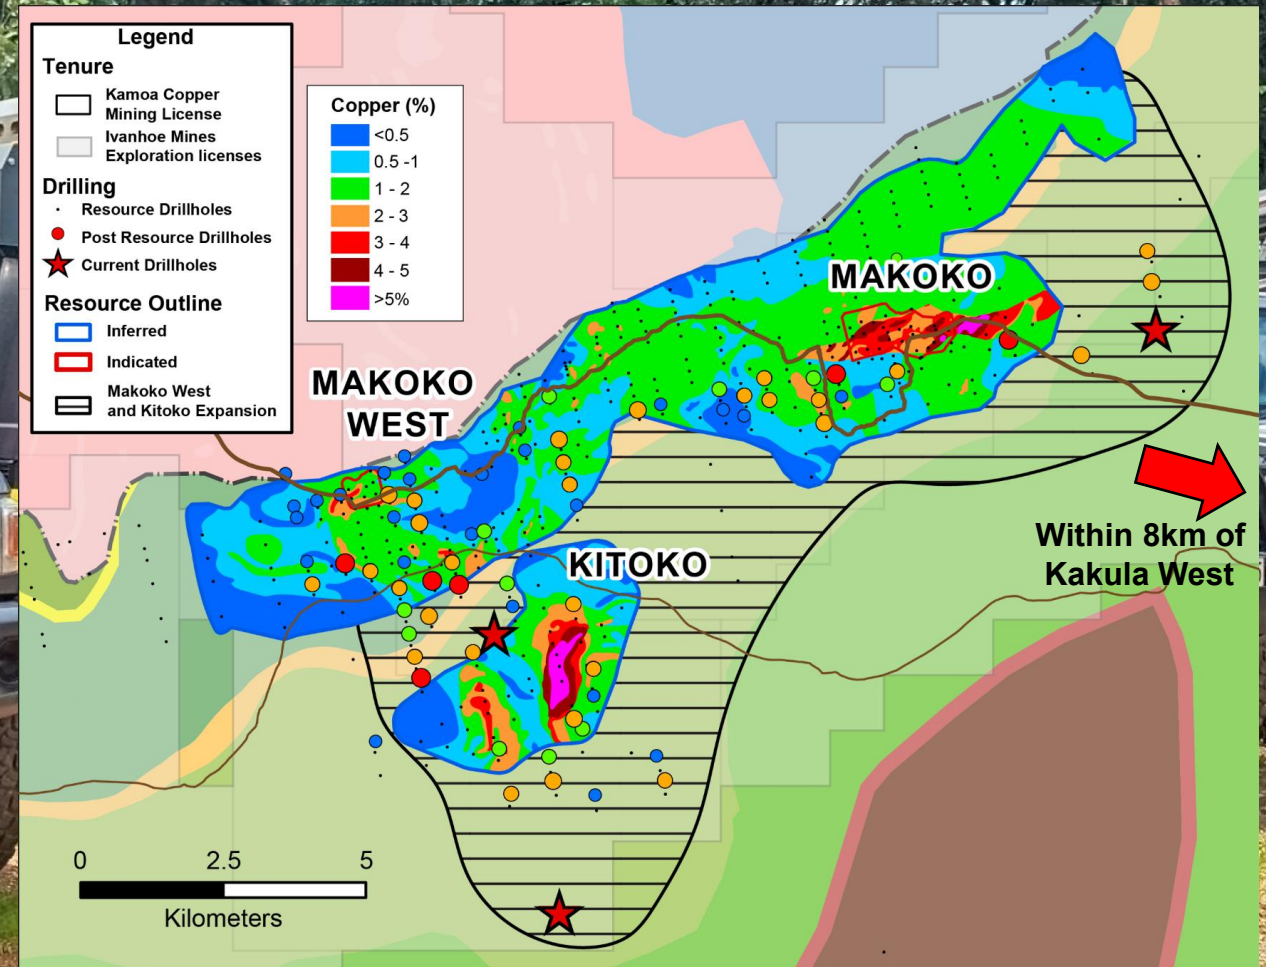 Legend
Tenure
Kamoa Copper
Mining License
Ivanhoe Mines
Exploration licenses
Drilling
Resource Drillholes
Post Resource Drillholes
Current Drillholes
Resource Outline
Inferred
Indicated
Makoko West
and Kitoko Expansion
Copper (%)
<0.5
0.5 -1
1 - 2
2 - 3
3 - 4
4 - 5
>5%
MAKOKO
MAKOKO
WEST
KITOKO
Within 8km of
Kakula West
0 2.5 5
Kilometers